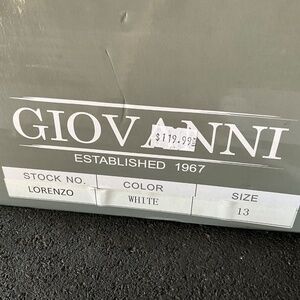 GIOVANNI
$119.99
ESTABLISHED 1967
STOCK NO. COLOR SIZE
LORENZO WHITE 13